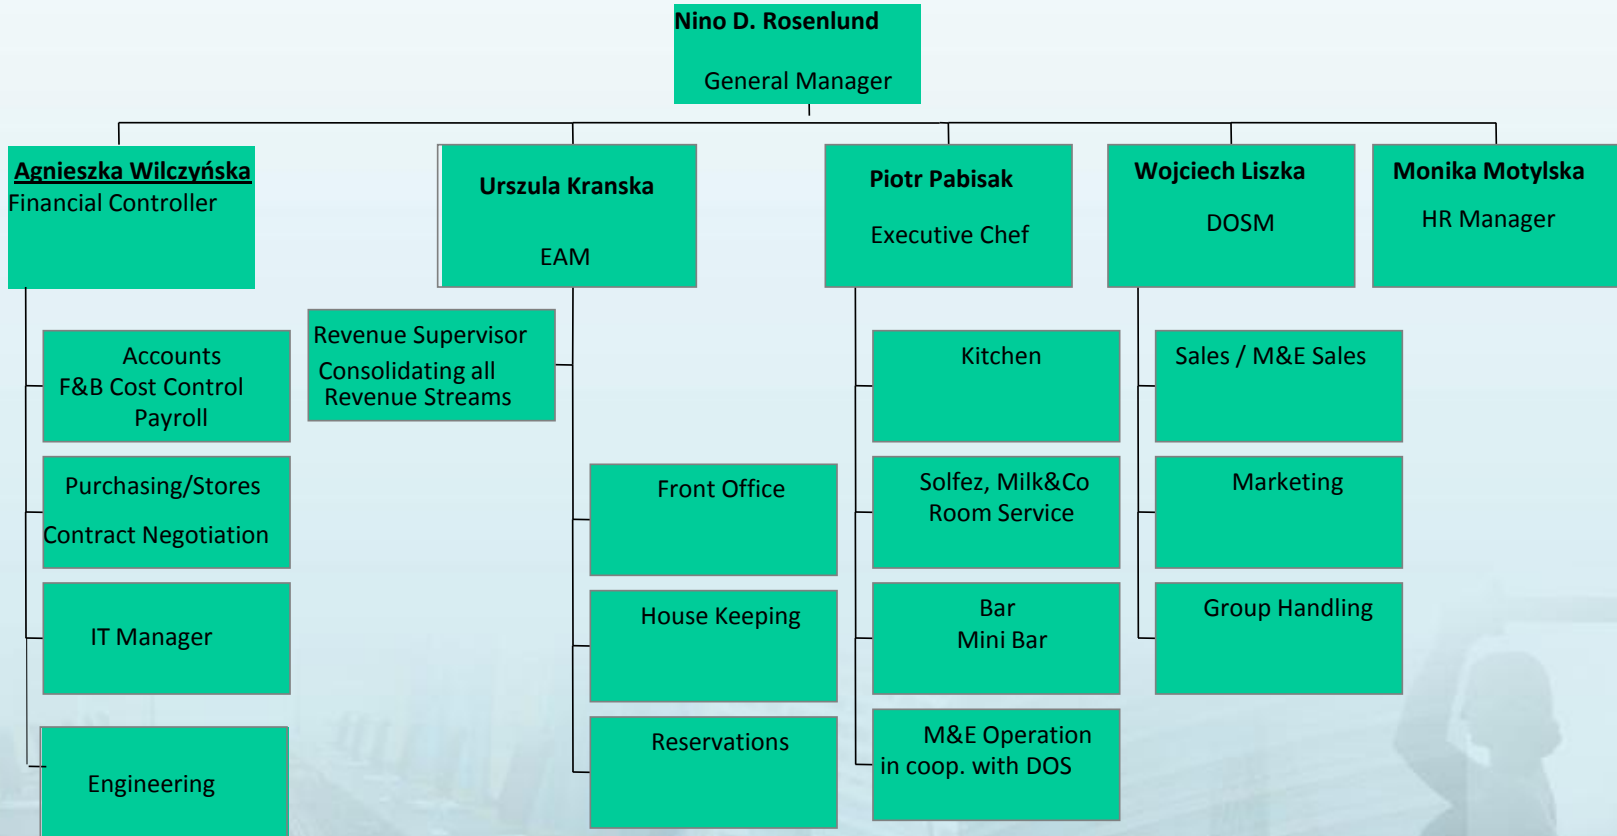 Nino D. Rosenlund
General Manager
Agnieszka Wilczyńska
Financial Controller
Urszula Kranska
EAM
Piotr Pabisak
Executive Chef
Wojciech Liszka
DOSM
Monika Motylska
HR Manager
Accounts
F&B Cost Control
Payroll
Purchasing/Stores
Contract Negotiation
IT Manager
Engineering
Revenue Supervisor
Consolidating all
Revenue Streams
Front Office
House Keeping
Reservations
Kitchen
Solfez, Milk&Co
Room Service
Bar
Mini Bar
M&E Operation
in coop. with DOS
Sales / M&E Sales
Marketing
Group Handling